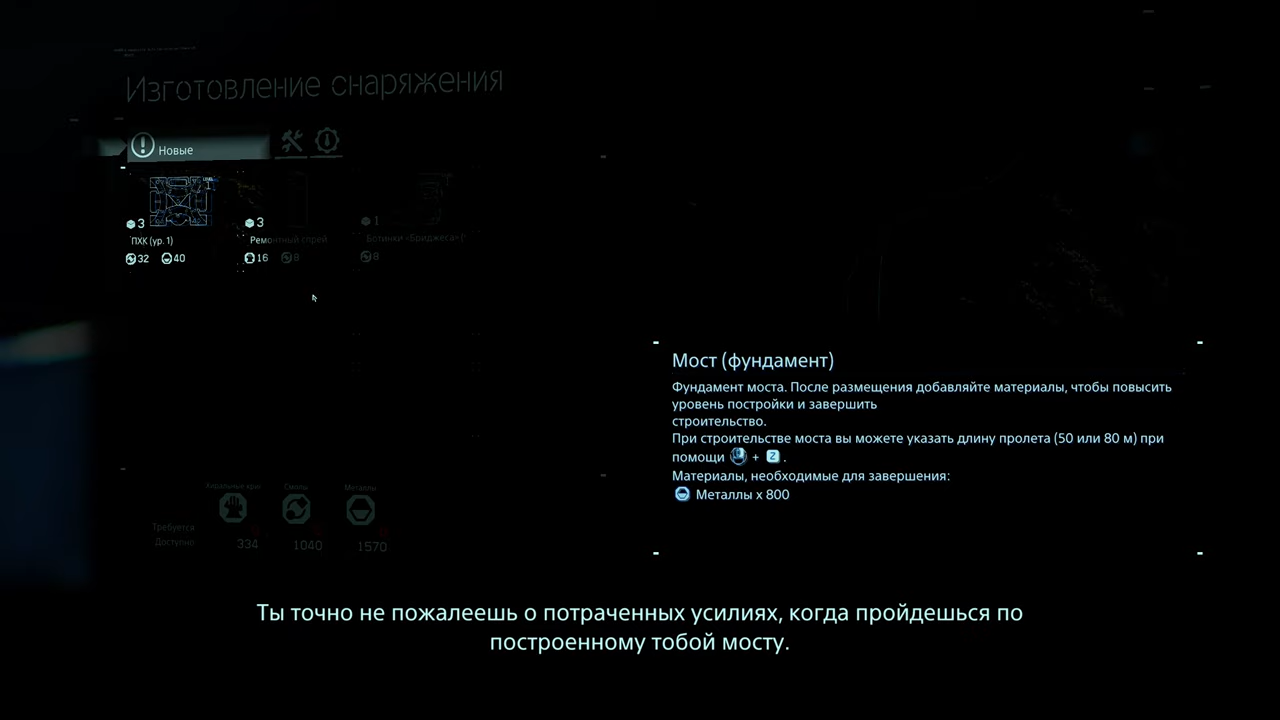 Изготовление снаряжения
Новые
3
3
1
ПХК (ур. 1)
Ремонтный спрей
Ботинки «Бриджеса» (
32 40
16 8
8
Мост (фундамент)
Фундамент моста. После размещения добавляйте материалы, чтобы повысить
уровень постройки и завершить
строительство.
При строительстве моста вы можете указать длину пролета (50 или 80 м) при
помощи + Z .
Материалы, необходимые для завершения:
Металлы x 800
Хиральные крис
Смолы
Металлы
Требуется
Доступно 334 1040 1570
Ты точно не пожалеешь о потраченных усилиях, когда пройдешься по
построенному тобой мосту.